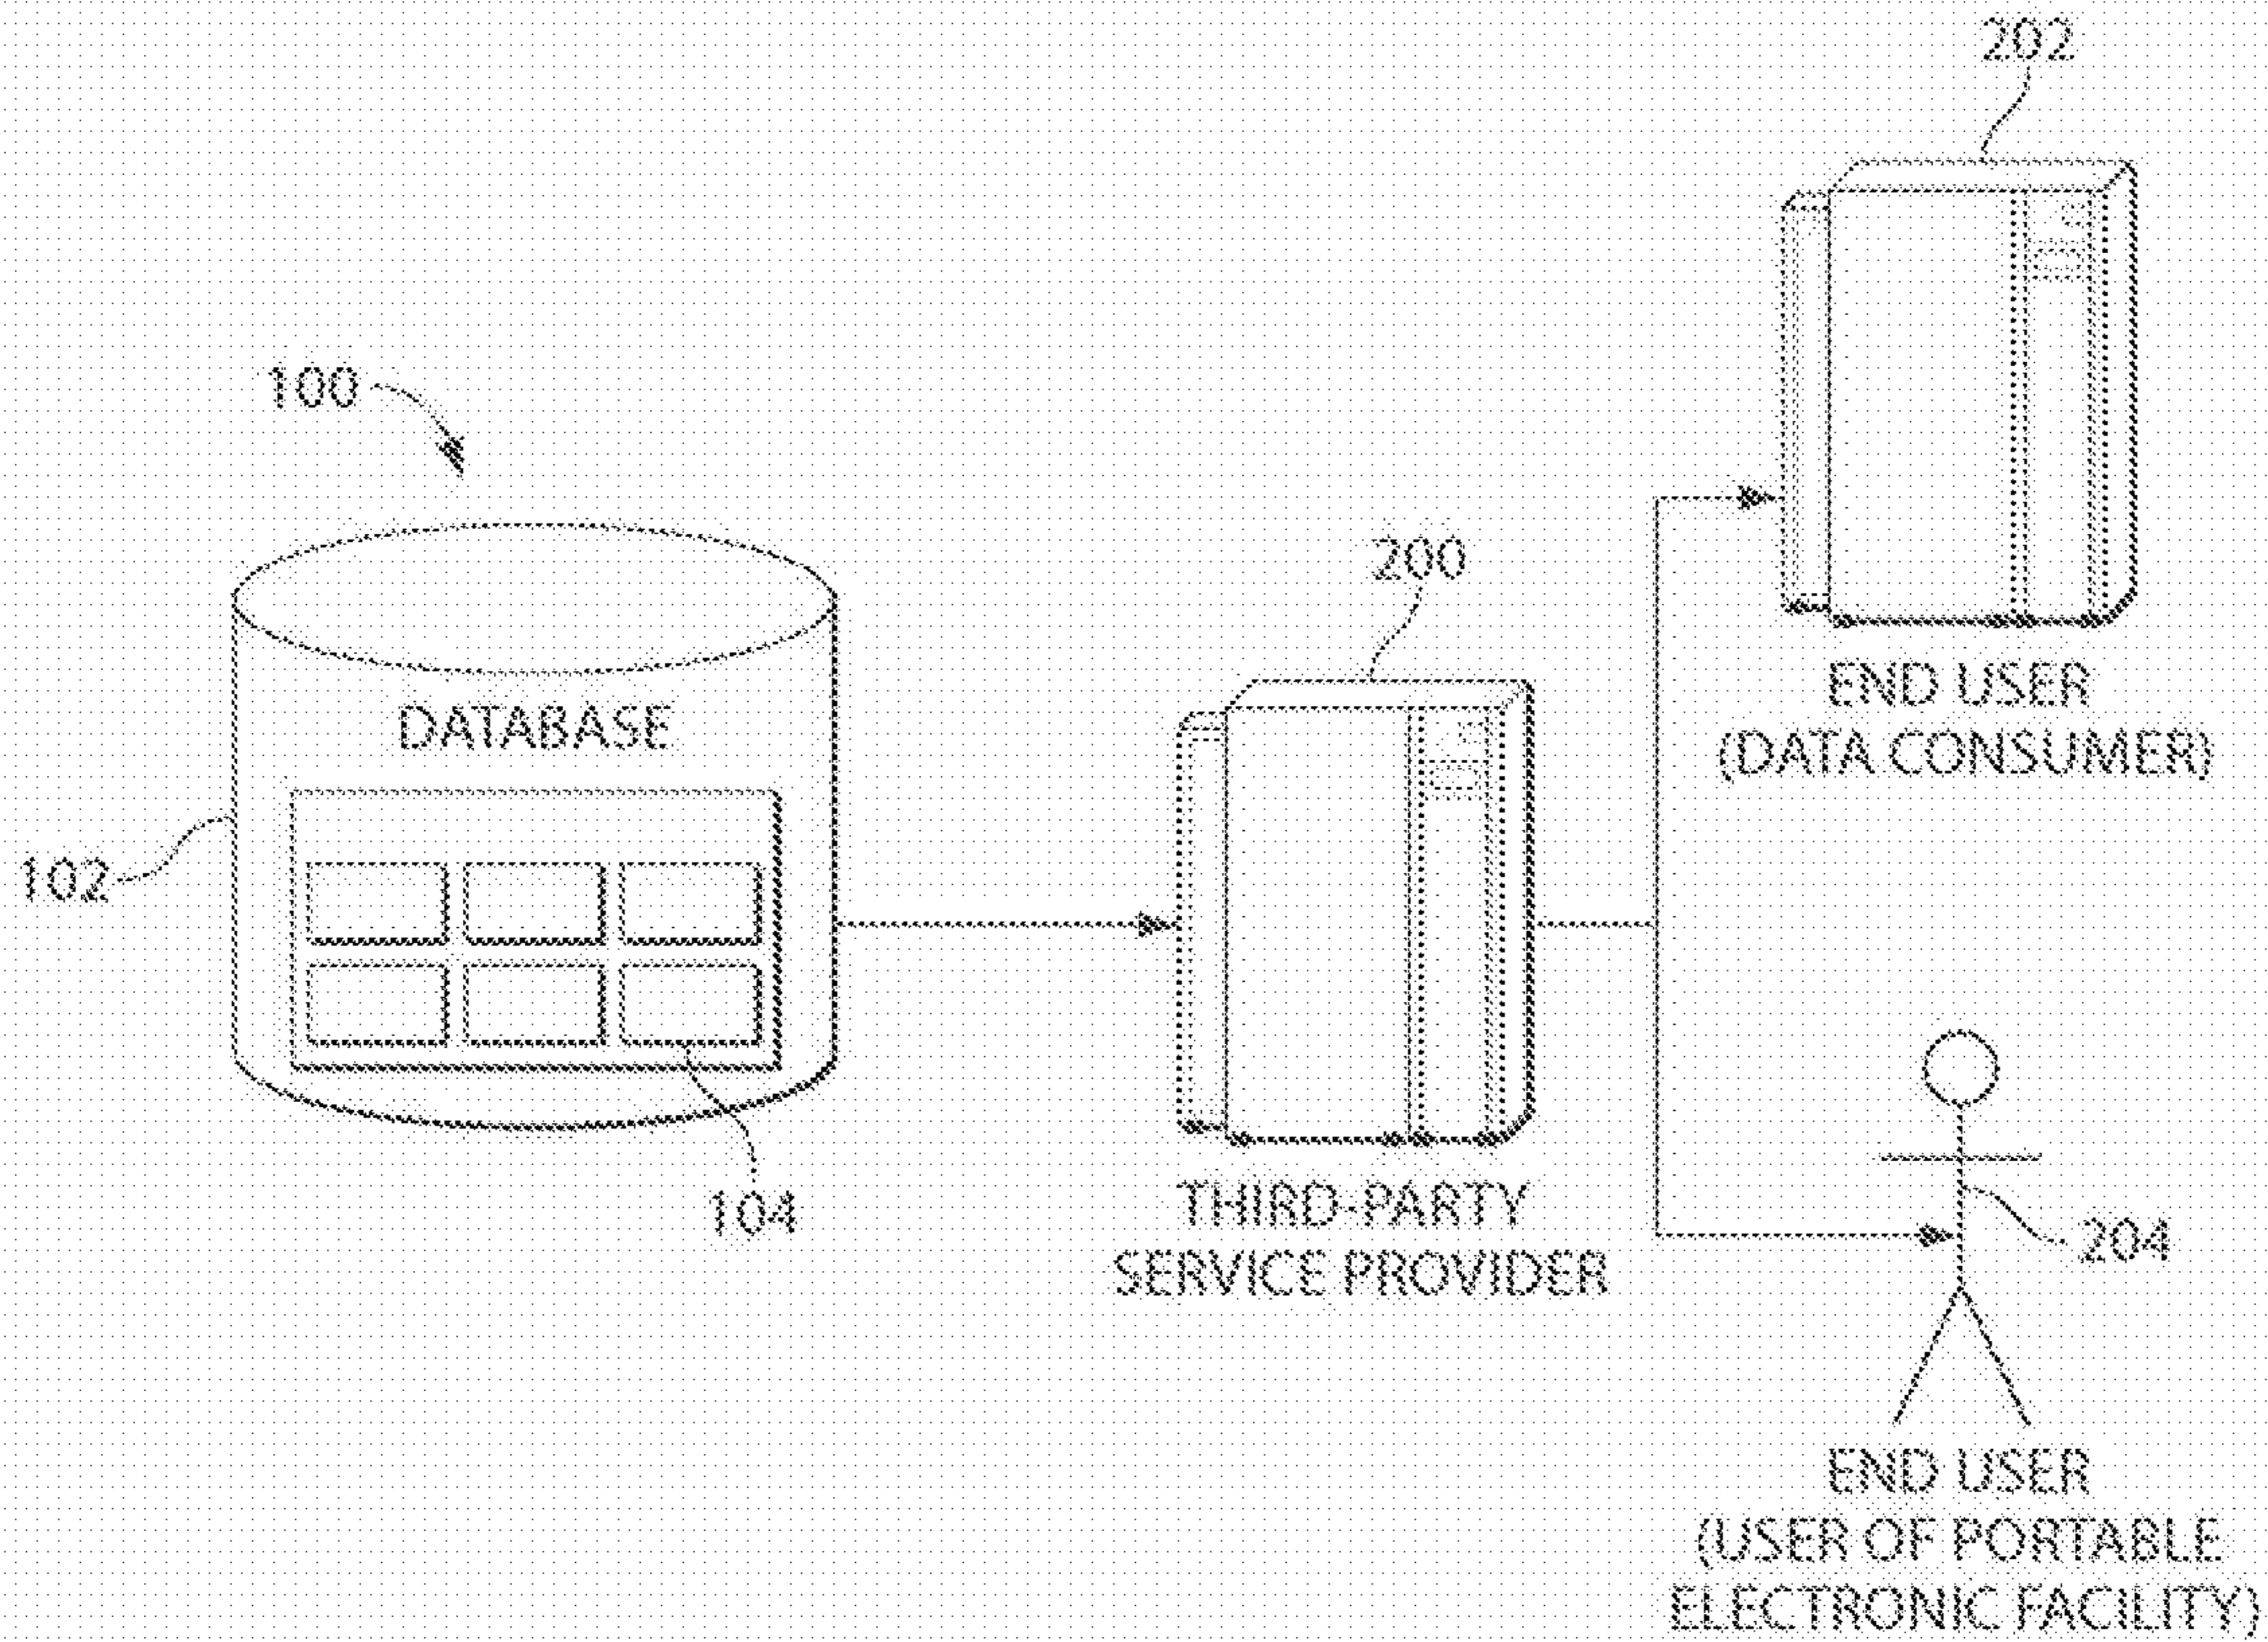 202
100
200
DATABASE
END USER
(DATA CONSUMER)
102
104
THIRD-PARTY
SERVICE PROVIDER
204
END USER
(USER OF PORTABLE
ELECTRONIC FACILITY)